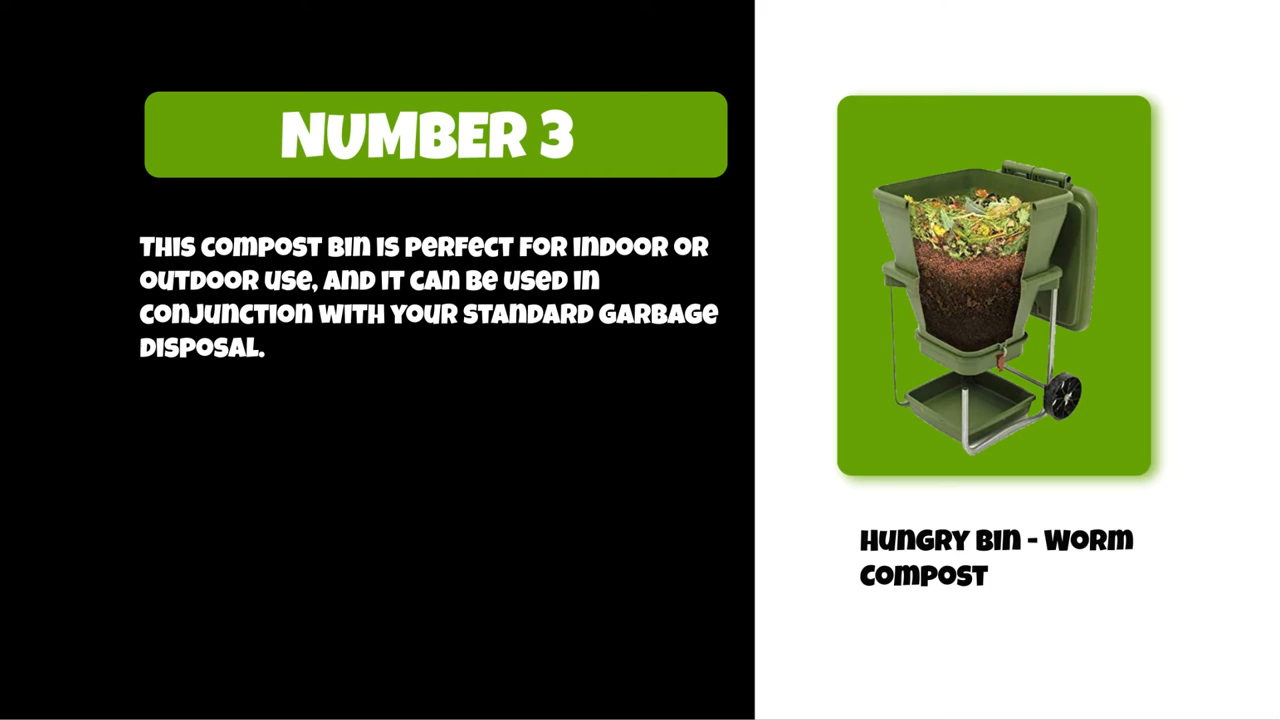 NUMBER 3
THIS COMPOST BIN IS PERFECT FOR INDOOR OR
OUTDOOR USE, AND IT CAN BE USED IN
CONJUNCTION WITH YOUR STANDARD GARBAGE
DISPOSAL.
HUNGRY BIN - WORM
COMPOST